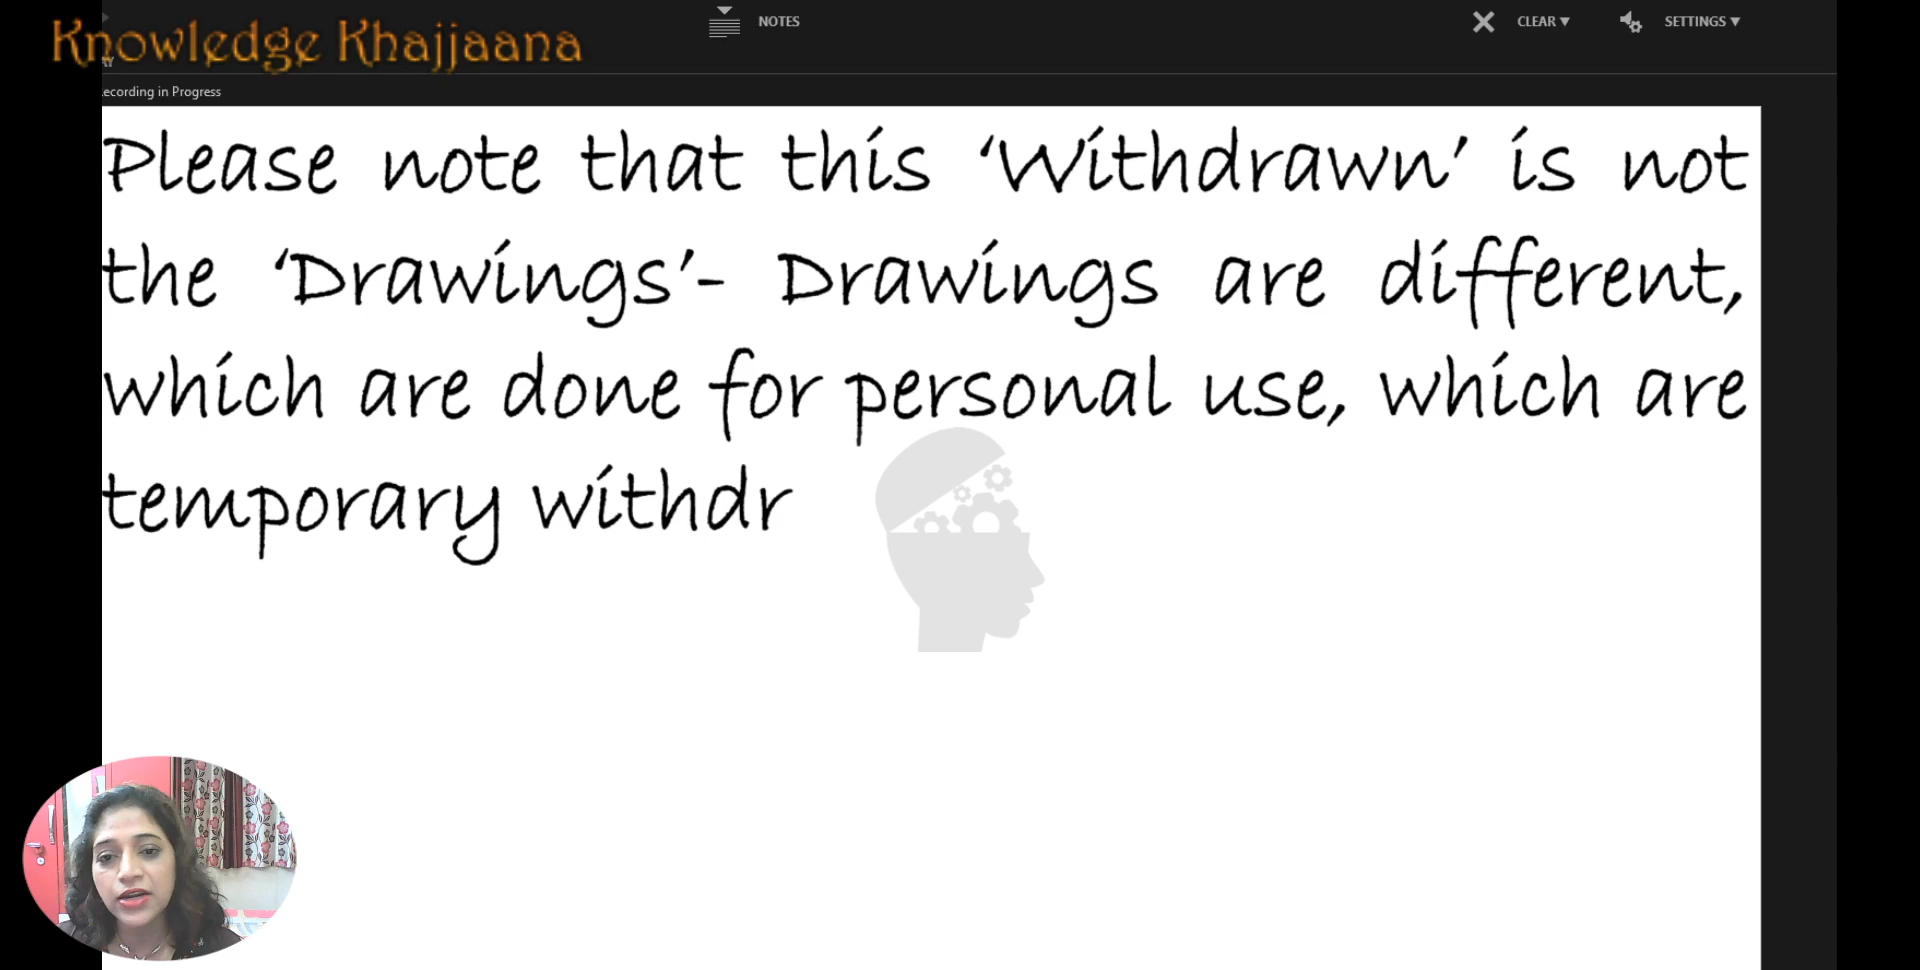 Knowledge Khajjaana
NOTES
CLEAR
SETTINGS
AY
ecording in Progress
Please note that this ‘Withdrawn’ is not
the ‘Drawings’- Drawings are different,
which are done for personal use, which are
temporary withdr